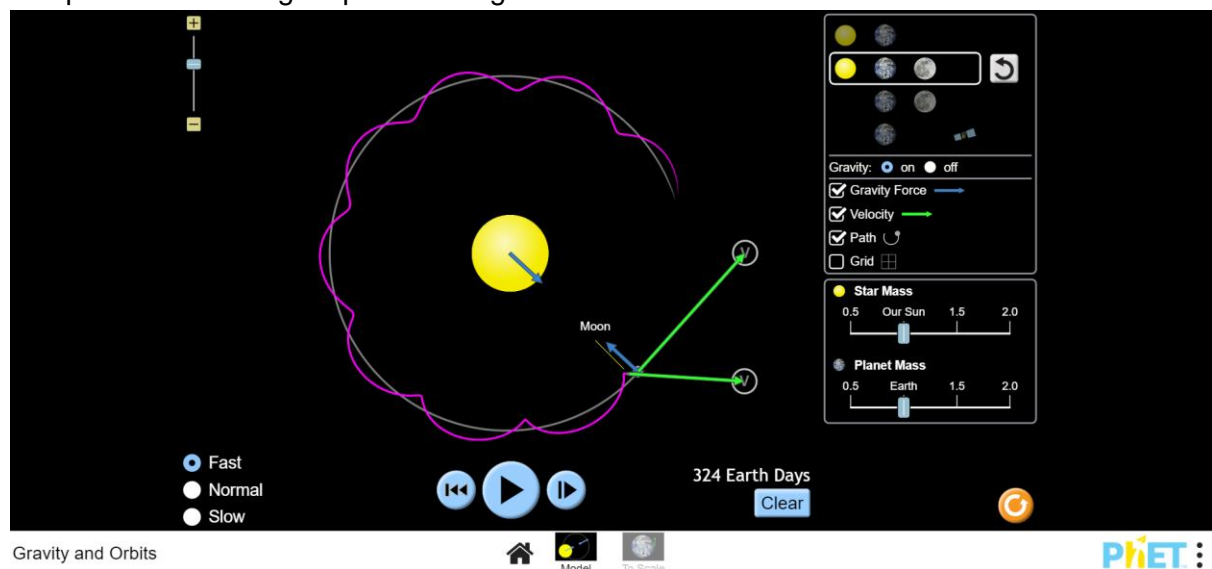 Gravity: on off
Gravity Force
Velocity
Path
Grid
Star Mass
0.5 Our Sun 1.5 2.0
Planet Mass
0.5 Earth 1.5 2.0
V
Moon
V
Fast
Normal
Slow
324 Earth Days
Clear
Gravity and Orbits
Model
To Scale
PhET